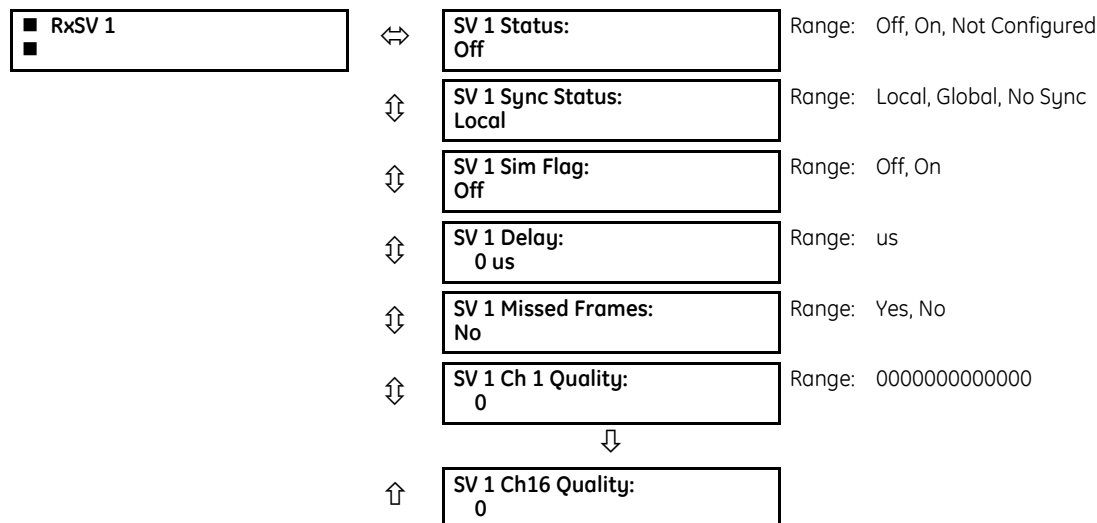 ■ RxSV 1
■
SV 1 Status:
Off
Range: Off, On, Not Configured
SV 1 Sync Status:
Local
Range: Local, Global, No Sync
SV 1 Sim Flag:
Off
Range: Off, On
SV 1 Delay:
0 us
Range: us
SV 1 Missed Frames:
No
Range: Yes, No
SV 1 Ch 1 Quality:
0
Range: 0000000000000
SV 1 Ch16 Quality:
0